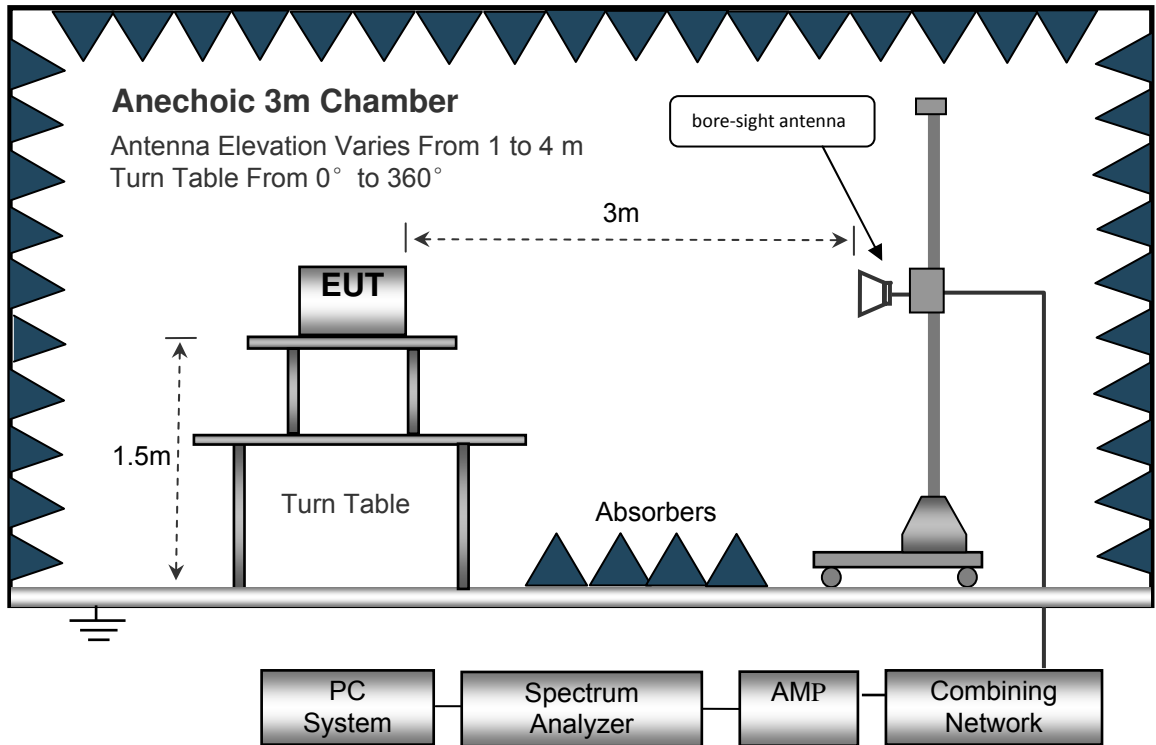 Anechoic 3m Chamber
Antenna Elevation Varies From 1 to 4 m
Turn Table From 0° to 360°
bore-sight antenna
3m
EUT
1.5m
Turn Table
Absorbers
PC
System
Spectrum
Analyzer
AMP
Combining
Network